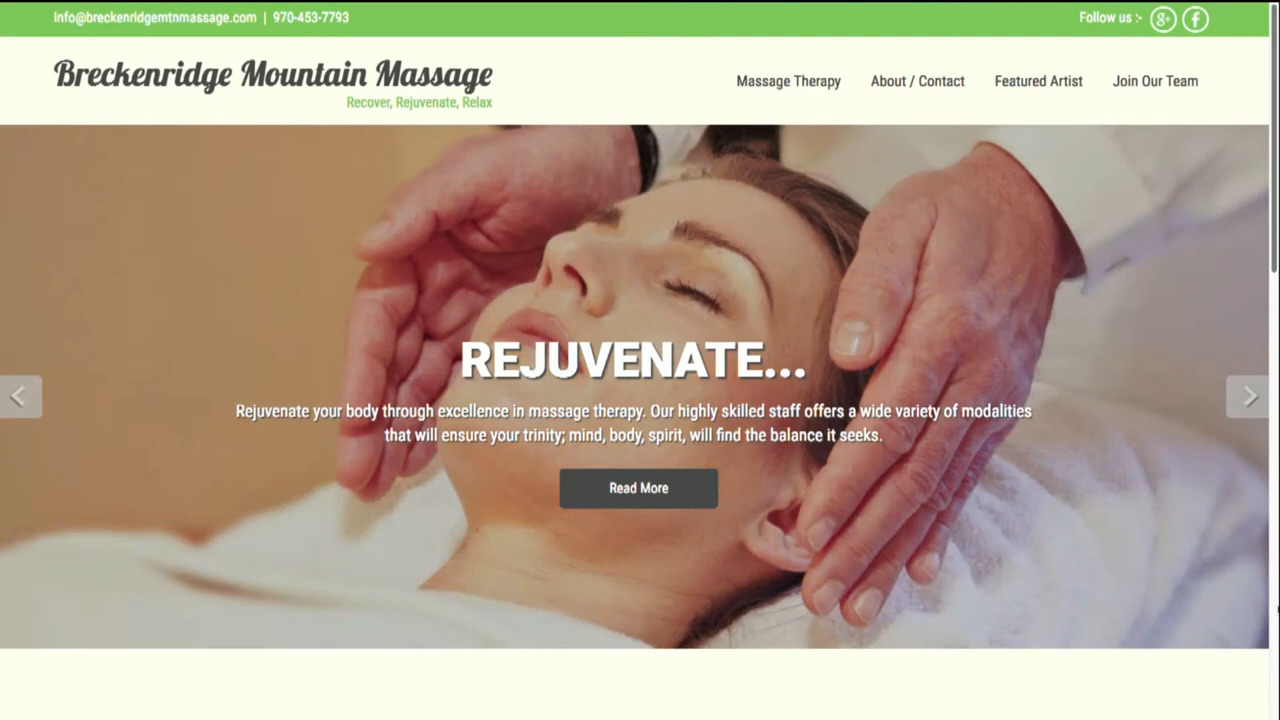 info@breckenridgemtnmassage.com | 970-453-7793
Follow us :-
Breckenridge Mountain Massage
Recover, Rejuvenate, Relax
Massage Therapy About / Contact Featured Artist Join Our Team
REJUVENATE...
Rejuvenate your body through excellence in massage therapy. Our highly skilled staff offers a wide variety of modalities
that will ensure your trinity; mind, body, spirit, will find the balance it seeks.
Read More